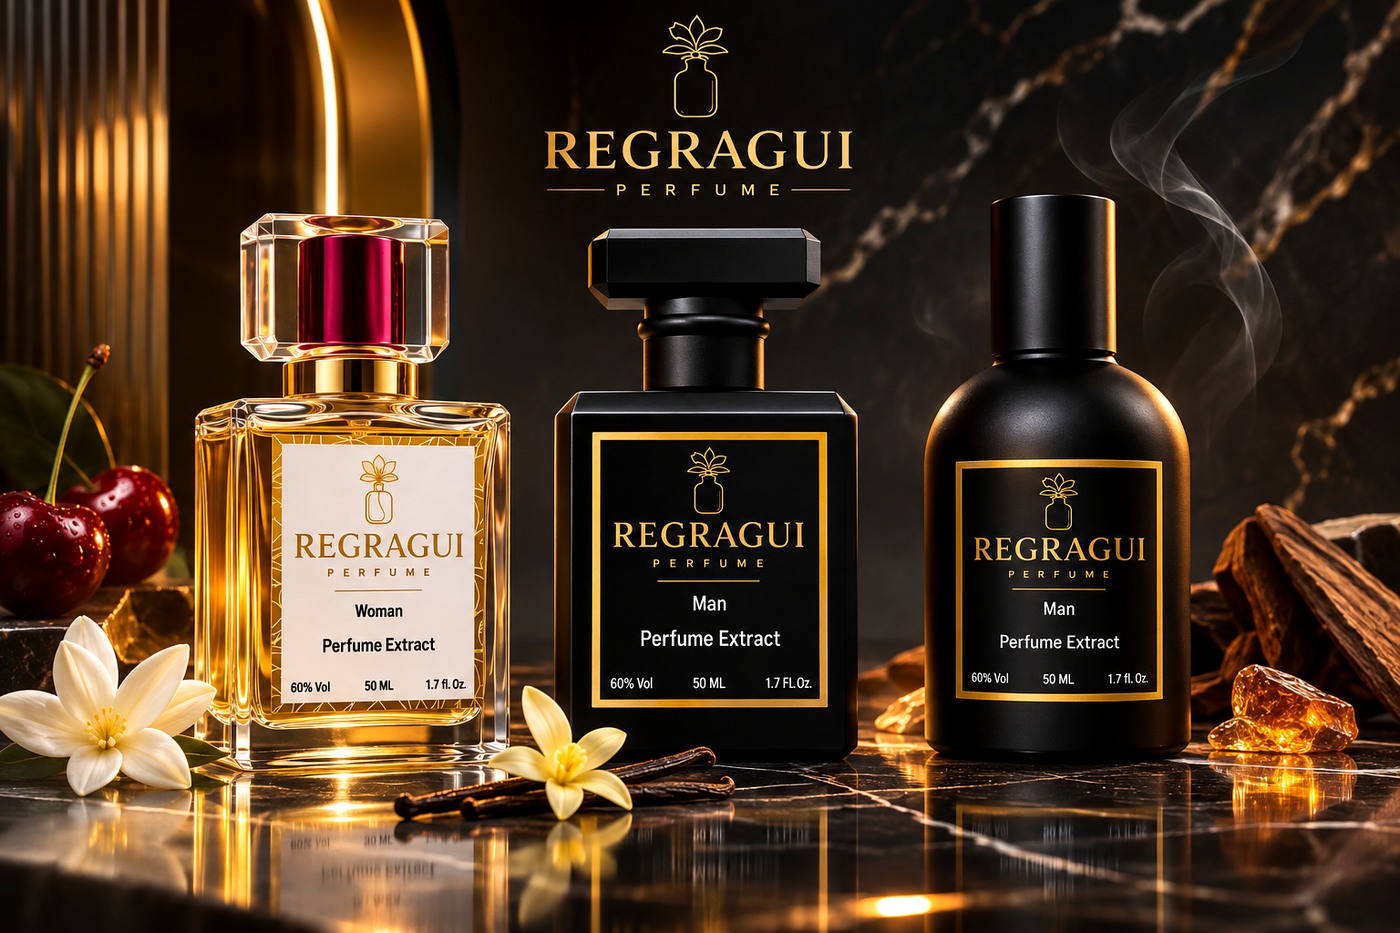 REGRAGUI
PERFUME
REGRAGUI
PERFUME
Woman
Perfume Extract
60% Vol 50 ML 1.7 fl. Oz.
REGRAGUI
PERFUME
Man
Perfume Extract
60% Vol 50 ML 1.7 FL.Oz.
REGRAGUI
PERFUME
Man
Perfume Extract
60% Vol 50 ML 1.7 fl. Oz.